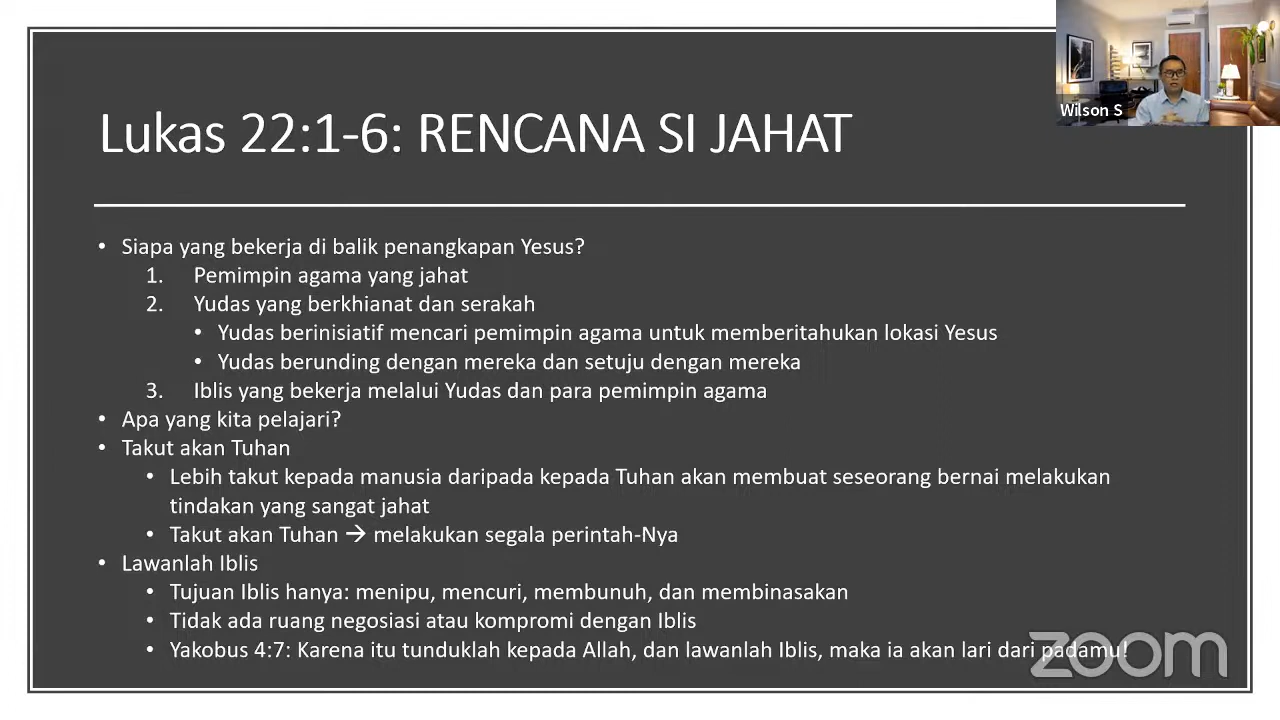 Wilson S
Lukas 22:1-6: RENCANA SI JAHAT
• Siapa yang bekerja di balik penangkapan Yesus?
1. Pemimpin agama yang jahat
2. Yudas yang berkhianat dan serakah
• Yudas berinisiatif mencari pemimpin agama untuk memberitahukan lokasi Yesus
• Yudas berunding dengan mereka dan setuju dengan mereka
3. Iblis yang bekerja melalui Yudas dan para pemimpin agama
• Apa yang kita pelajari?
• Takut akan Tuhan
• Lebih takut kepada manusia daripada kepada Tuhan akan membuat seseorang bernai melakukan
tindakan yang sangat jahat
• Takut akan Tuhan → melakukan segala perintah-Nya
• Lawanlah Iblis
• Tujuan Iblis hanya: menipu, mencuri, membunuh, dan membinasakan
• Tidak ada ruang negosiasi atau kompromi dengan Iblis
• Yakobus 4:7: Karena itu tunduklah kepada Allah, dan lawanlah Iblis, maka ia akan lari dari padamu!
zoom